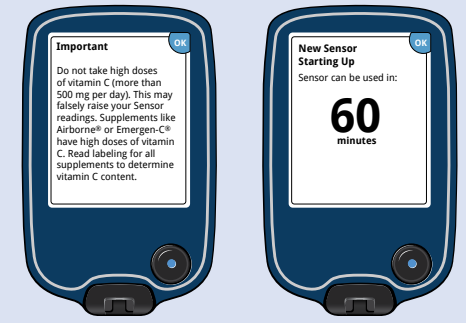 OK
Important
Do not take high doses
of vitamin C (more than
500 mg per day). This may
falsely raise your Sensor
readings. Supplements like
Airborne® or Emergen-C®
have high doses of vitamin
C. Read labeling for all
supplements to determine
vitamin C content.
OK
New Sensor
Starting Up
Sensor can be used in:
60
minutes